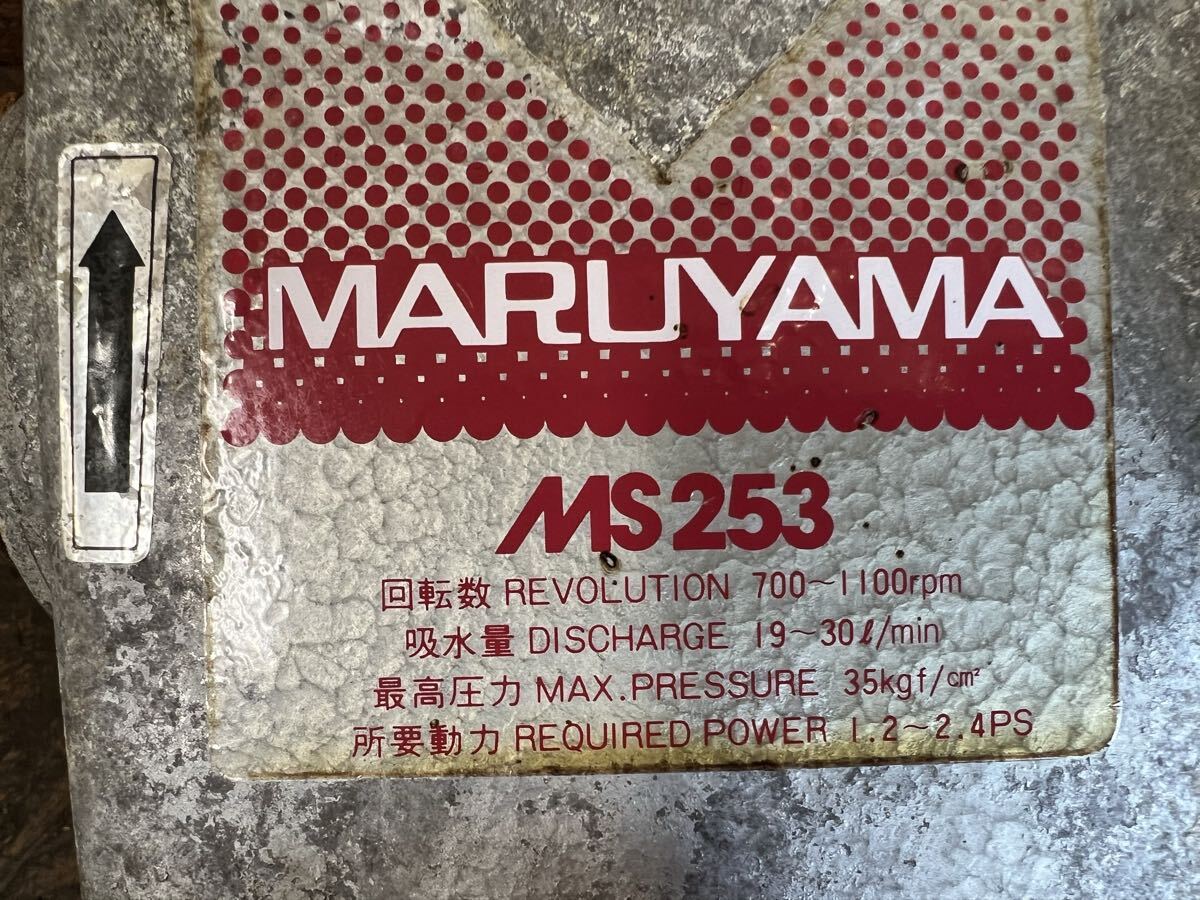 MARUYAMA
MS253
回転数 REVOLUTION 700～1100rpm
吸水量 DISCHARGE 19～30ℓ/min
最高圧力 MAX.PRESSURE 35kgf/cm²
所要動力 REQUIRED POWER 1.2～2.4PS